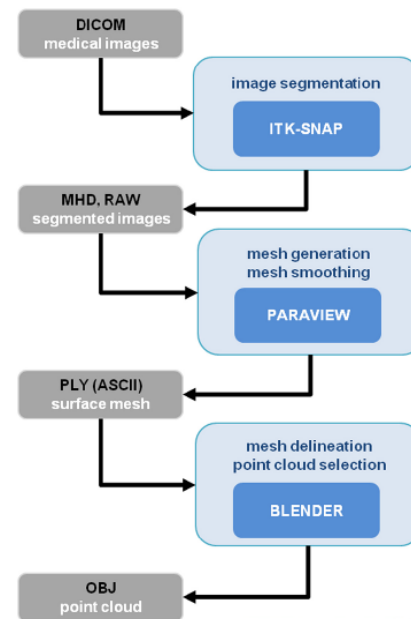 DICOM
medical images
image segmentation
ITK-SNAP
MHD, RAW
segmented images
mesh generation
mesh smoothing
PARAVIEW
PLY (ASCII)
surface mesh
mesh delineation
point cloud selection
BLENDER
OBJ
point cloud